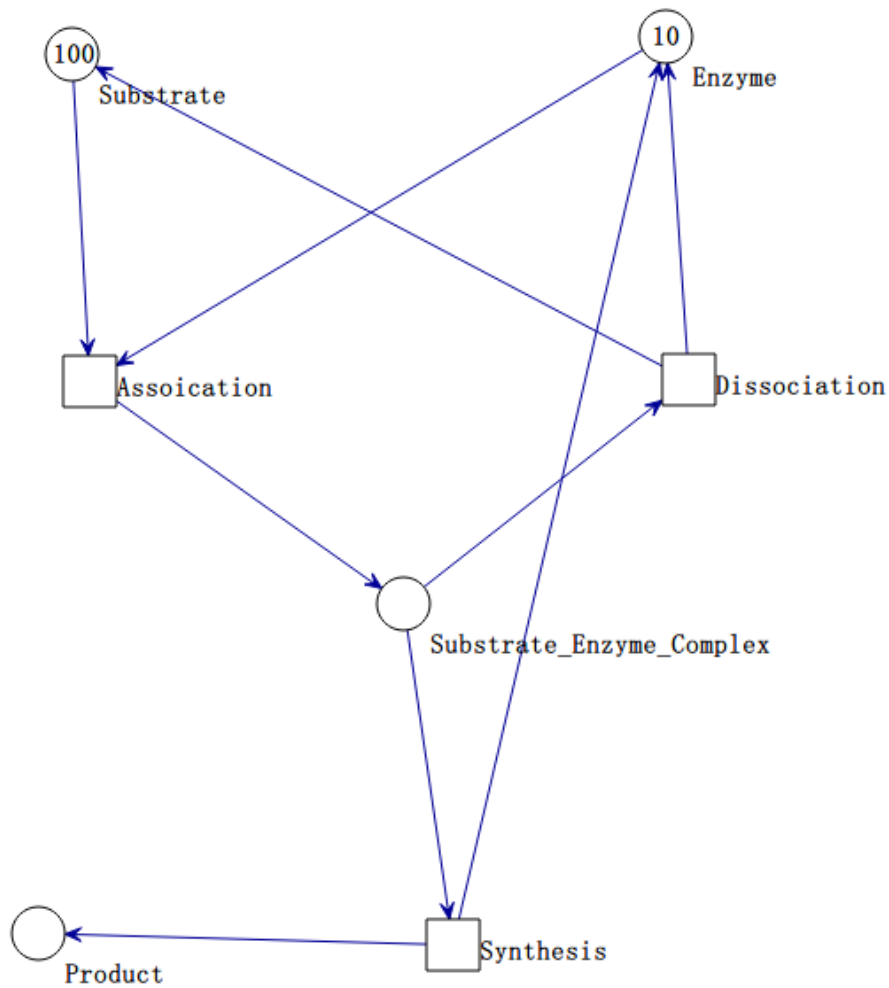 100
10
Substrate
Enzyme
Assoication
Dissociation
Substrate_Enzyme_Complex
Synthesis
Product